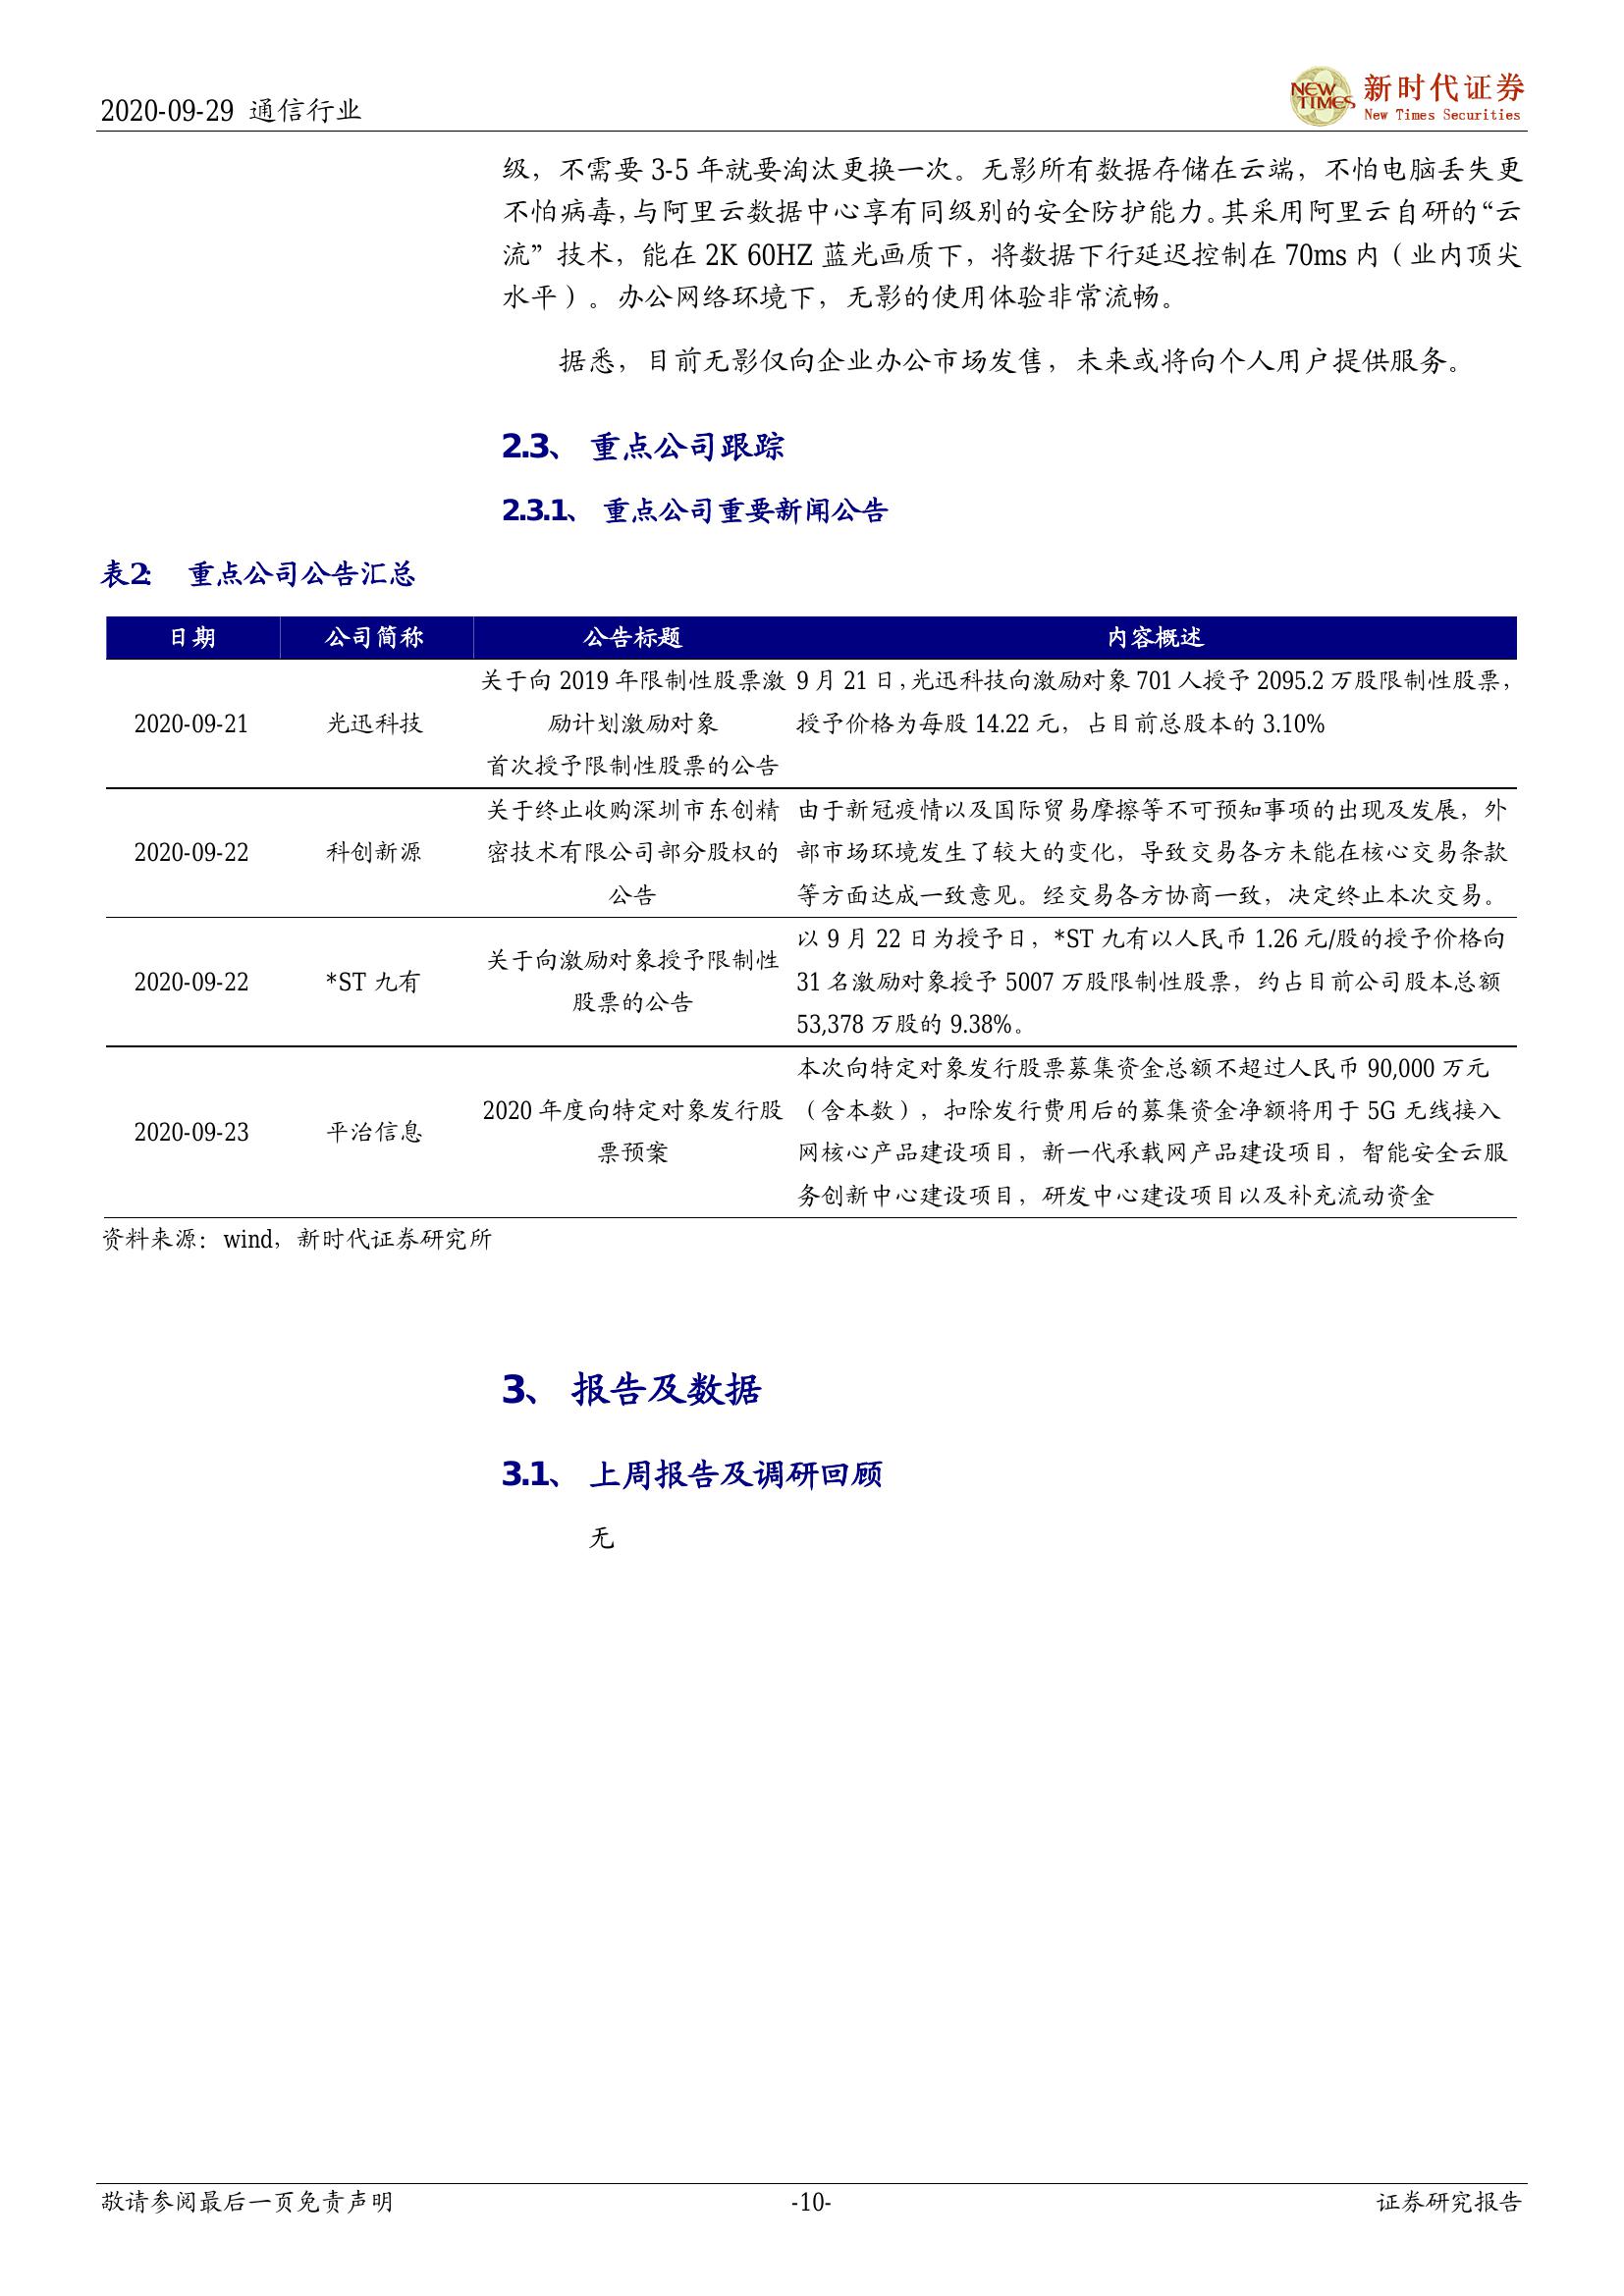 2020-09-29 通信行业
NEW TIMES
新时代证券
New Times Securities
级，不需要 3-5 年就要淘汰更换一次。无影所有数据存储在云端，不怕电脑丢失更
不怕病毒，与阿里云数据中心享有同级别的安全防护能力。其采用阿里云自研的“云
流”技术，能在 2K 60HZ 蓝光画质下，将数据下行延迟控制在 70ms 内（业内顶尖
水平）。办公网络环境下，无影的使用体验非常流畅。
据悉，目前无影仅向企业办公市场发售，未来或将向个人用户提供服务。
2.3、 重点公司跟踪
2.3.1、 重点公司重要新闻公告
表2： 重点公司公告汇总
日期 公司简称 公告标题 内容概述
2020-09-21
光迅科技
关于向 2019 年限制性股票激
励计划激励对象
首次授予限制性股票的公告
9 月 21 日，光迅科技向激励对象 701 人授予 2095.2 万股限制性股票，
授予价格为每股 14.22 元，占目前总股本的 3.10%
2020-09-22
科创新源
关于终止收购深圳市东创精
密技术有限公司部分股权的
公告
由于新冠疫情以及国际贸易摩擦等不可预知事项的出现及发展，外
部市场环境发生了较大的变化，导致交易各方未能在核心交易条款
等方面达成一致意见。经交易各方协商一致，决定终止本次交易。
2020-09-22
*ST 九有
关于向激励对象授予限制性
股票的公告
以 9 月 22 日为授予日，*ST 九有以人民币 1.26 元/股的授予价格向
31 名激励对象授予 5007 万股限制性股票，约占目前公司股本总额
53,378 万股的 9.38%。
2020-09-23
平治信息
2020 年度向特定对象发行股
票预案
本次向特定对象发行股票募集资金总额不超过人民币 90,000 万元
（含本数），扣除发行费用后的募集资金净额将用于 5G 无线接入
网核心产品建设项目，新一代承载网产品建设项目，智能安全云服
务创新中心建设项目，研发中心建设项目以及补充流动资金
资料来源：wind，新时代证券研究所
3、 报告及数据
3.1、 上周报告及调研回顾
无
敬请参阅最后一页免责声明
-10-
证券研究报告